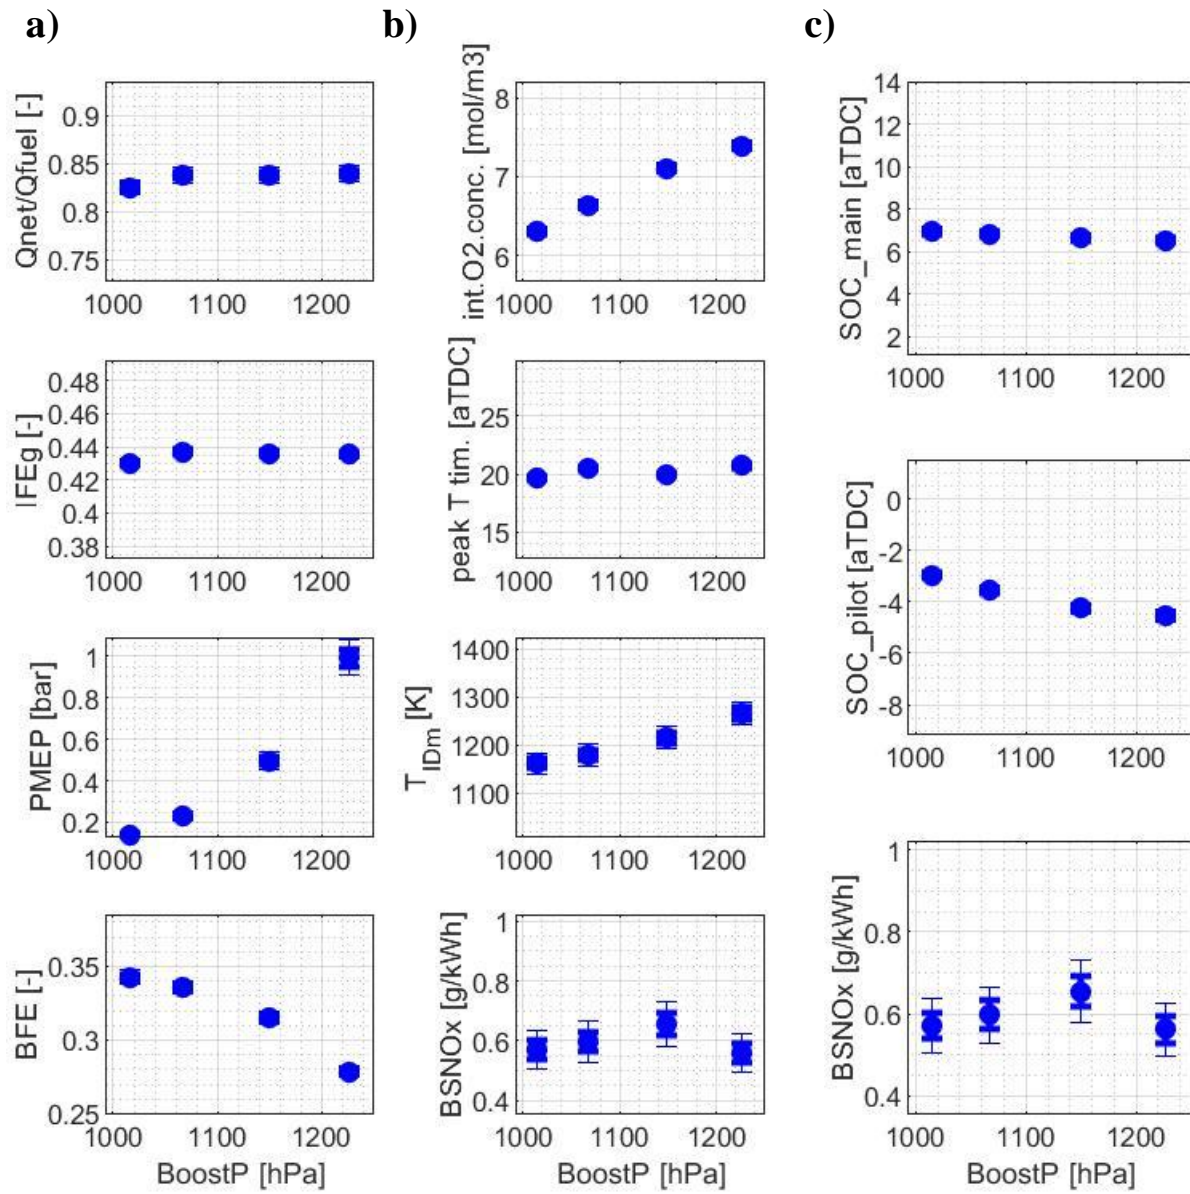 a)
b)
c)
Qnet/Qfuel [-]
0.9
0.85
0.8
0.75
1000 1100 1200
IFEg [-]
0.48
0.46
0.44
0.42
0.4
0.38
1000 1100 1200
PMEP [bar]
1
0.8
0.6
0.4
0.2
1000 1100 1200
BFE [-]
0.35
0.3
0.25
1000 1100 1200
BoostP [hPa]
int.O2.conc. [mol/m3]
8
7
6
1000 1100 1200
peak T tim. [aTDC]
25
20
15
1000 1100 1200
T IDm [K]
1400
1300
1200
1100
1000 1100 1200
BSNOx [g/kWh]
1
0.8
0.6
0.4
1000 1100 1200
BoostP [hPa]
SOC_main [aTDC]
14
12
10
8
6
4
2
1000 1100 1200
SOC_pilot [aTDC]
0
-2
-4
-6
-8
1000 1100 1200
BSNOx [g/kWh]
1
0.8
0.6
0.4
1000 1100 1200
BoostP [hPa]